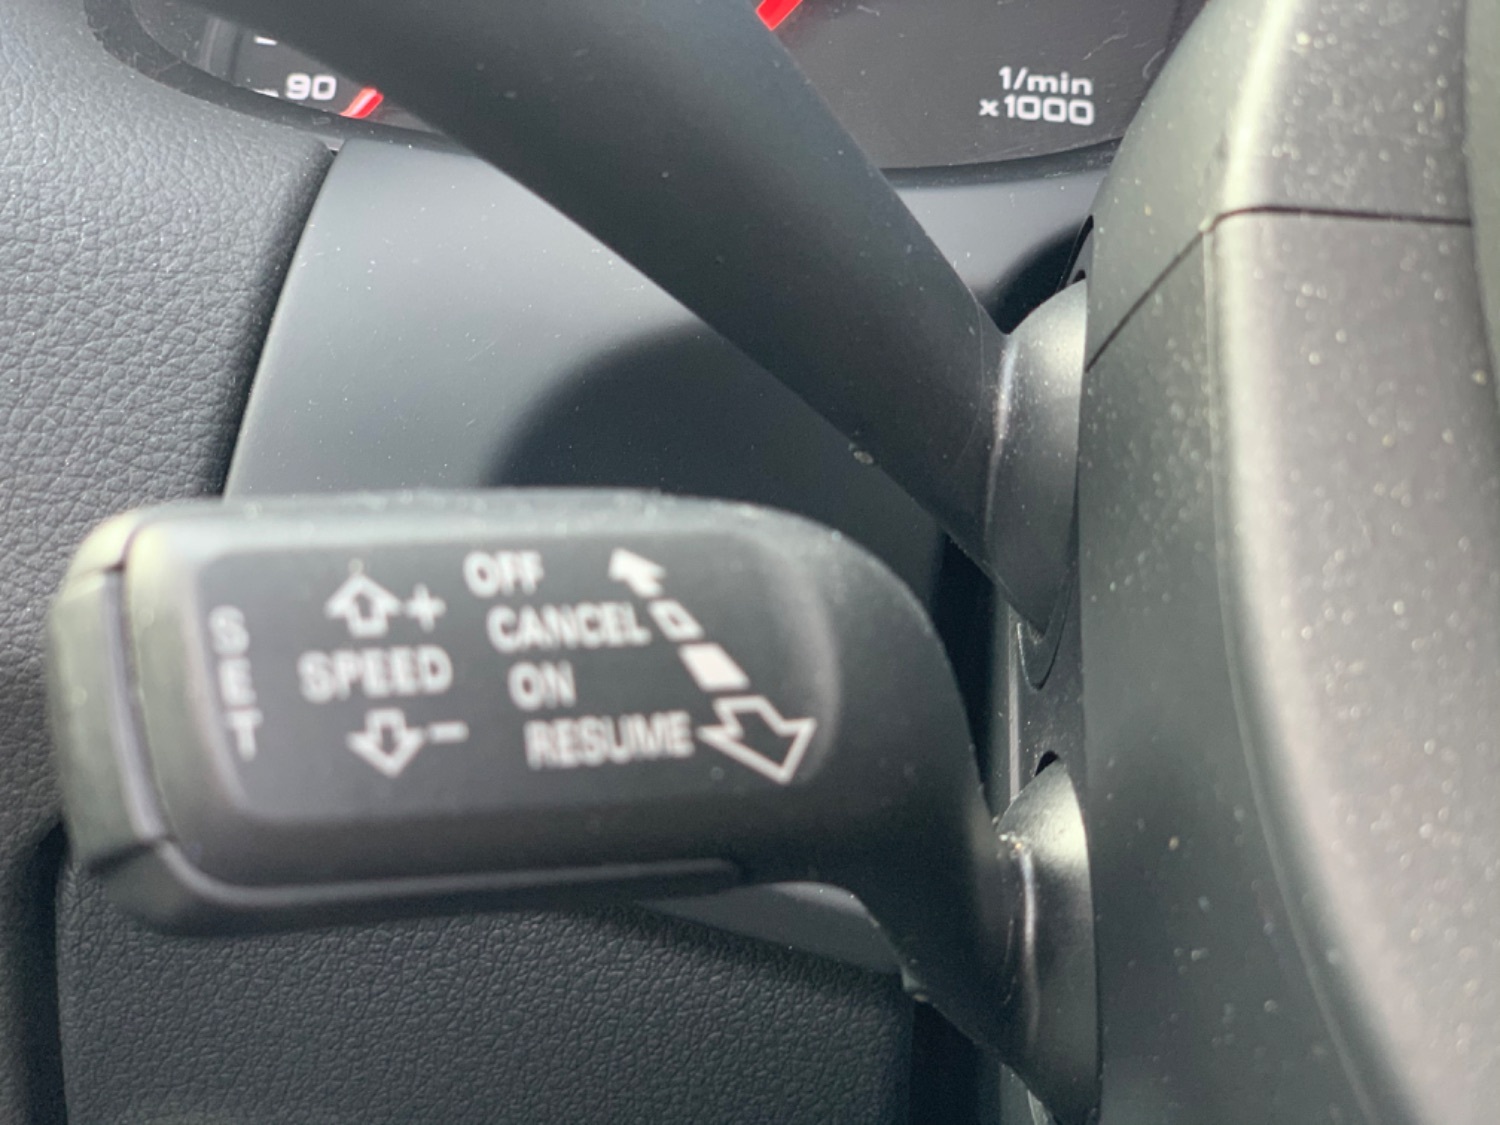 90
1/min
x1000
SET
+
SPEED
-
OFF
CANCEL
ON
RESUME